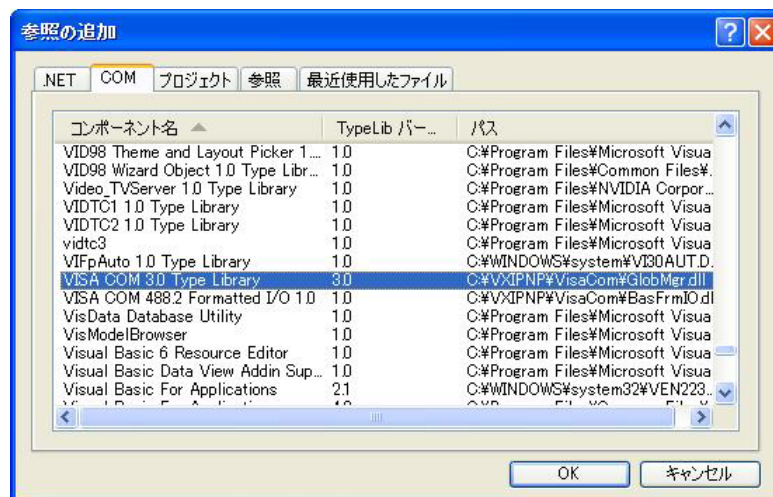 参照の追加
.NET COM プロジェクト 参照 最近使用したファイル
コンポーネント名 TypeLib バー... パス
VID98 Theme and Layout Picker 1.... 1.0 C:¥Program Files¥Microsoft Visua
VID98 Wizard Object 1.0 Type Libr... 1.0 C:¥Program Files¥Common Files¥.
Video_TVServer 1.0 Type Library 1.0 C:¥Program Files¥NVIDIA Corpor...
VIDTC1 1.0 Type Library 1.0 C:¥Program Files¥Microsoft Visua
VIDTC2 1.0 Type Library 1.0 C:¥Program Files¥Microsoft Visua
vidtc3 1.0 C:¥Program Files¥Microsoft Visua
VIFpAuto 1.0 Type Library 1.0 C:¥WINDOWS¥system¥VI30AUT.D.
VISA COM 3.0 Type Library 3.0 C:¥VXIPNP¥VisaCom¥GlobMgr.dll
VISA COM 488.2 Formatted I/O 1.0 1.0 C:¥VXIPNP¥VisaCom¥BasFrmIO.dl
VisData Database Utility 1.0 C:¥Program Files¥Microsoft Visua
VisModelBrowser 1.0 C:¥Program Files¥Microsoft Visua
Visual Basic 6 Resource Editor 1.0 C:¥Program Files¥Microsoft Visua
Visual Basic Data View Addin Sup... 1.0 C:¥Program Files¥Microsoft Visua
Visual Basic For Applications 2.1 C:¥WINDOWS¥system32¥VEN223...
OK キャンセル